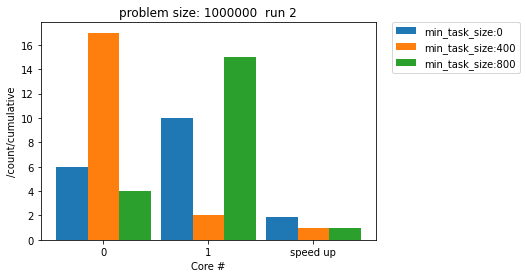 problem size: 1000000  run 2
min_task_size:0
min_task_size:400
min_task_size:800
/count/cumulative
16
14
12
10
8
6
4
2
0
0 1 speed up
Core #